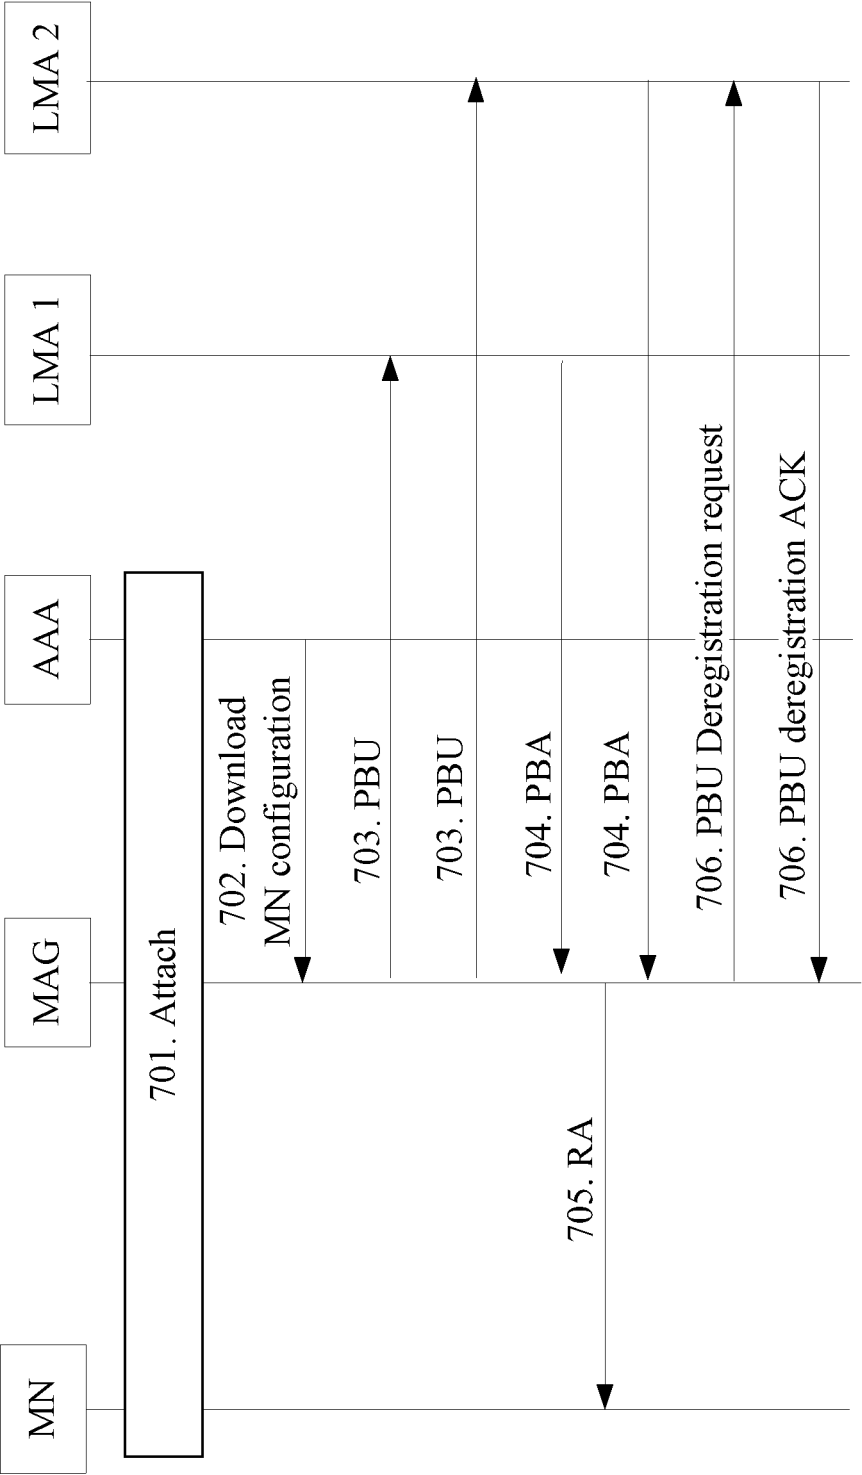 MN
MAG
AAA
LMA 1
LMA 2
701. Attach
702. Download
MN configuration
703. PBU
703. PBU
704. PBA
705. RA
704. PBA
706. PBU Deregistration request
706. PBU deregistration ACK